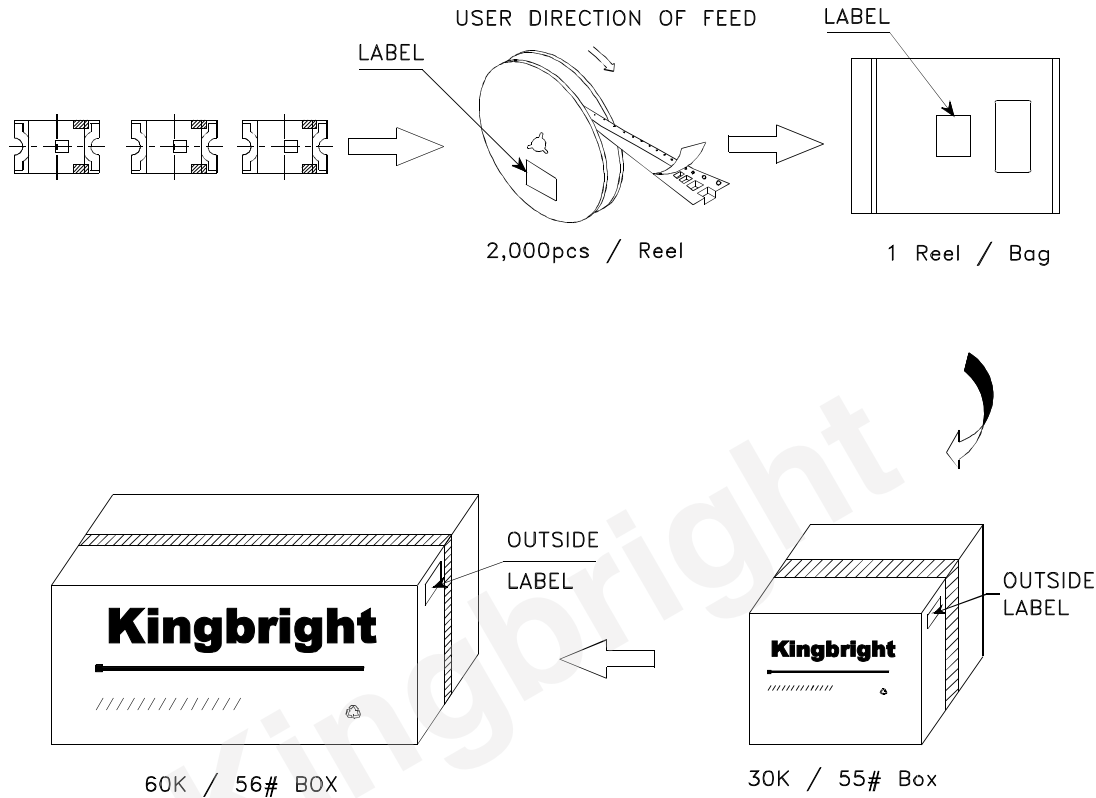 USER DIRECTION OF FEED
LABEL
LABEL
2,000pcs / Reel
1 Reel / Bag
OUTSIDE
LABEL
Kingbright
60K / 56# BOX
OUTSIDE
LABEL
Kingbright
30K / 55# Box
Kingbright